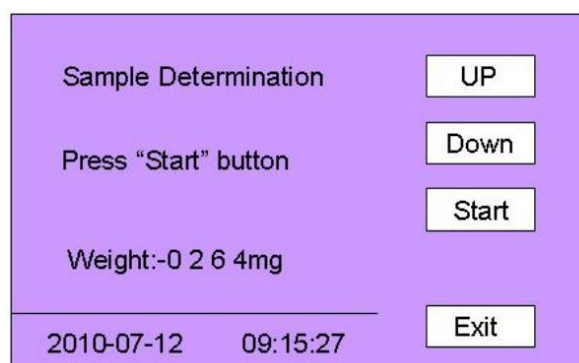 Sample Determination
UP
Press “Start” button
Down
Start
Weight:-0 2 6 4mg
2010-07-12 09:15:27
Exit